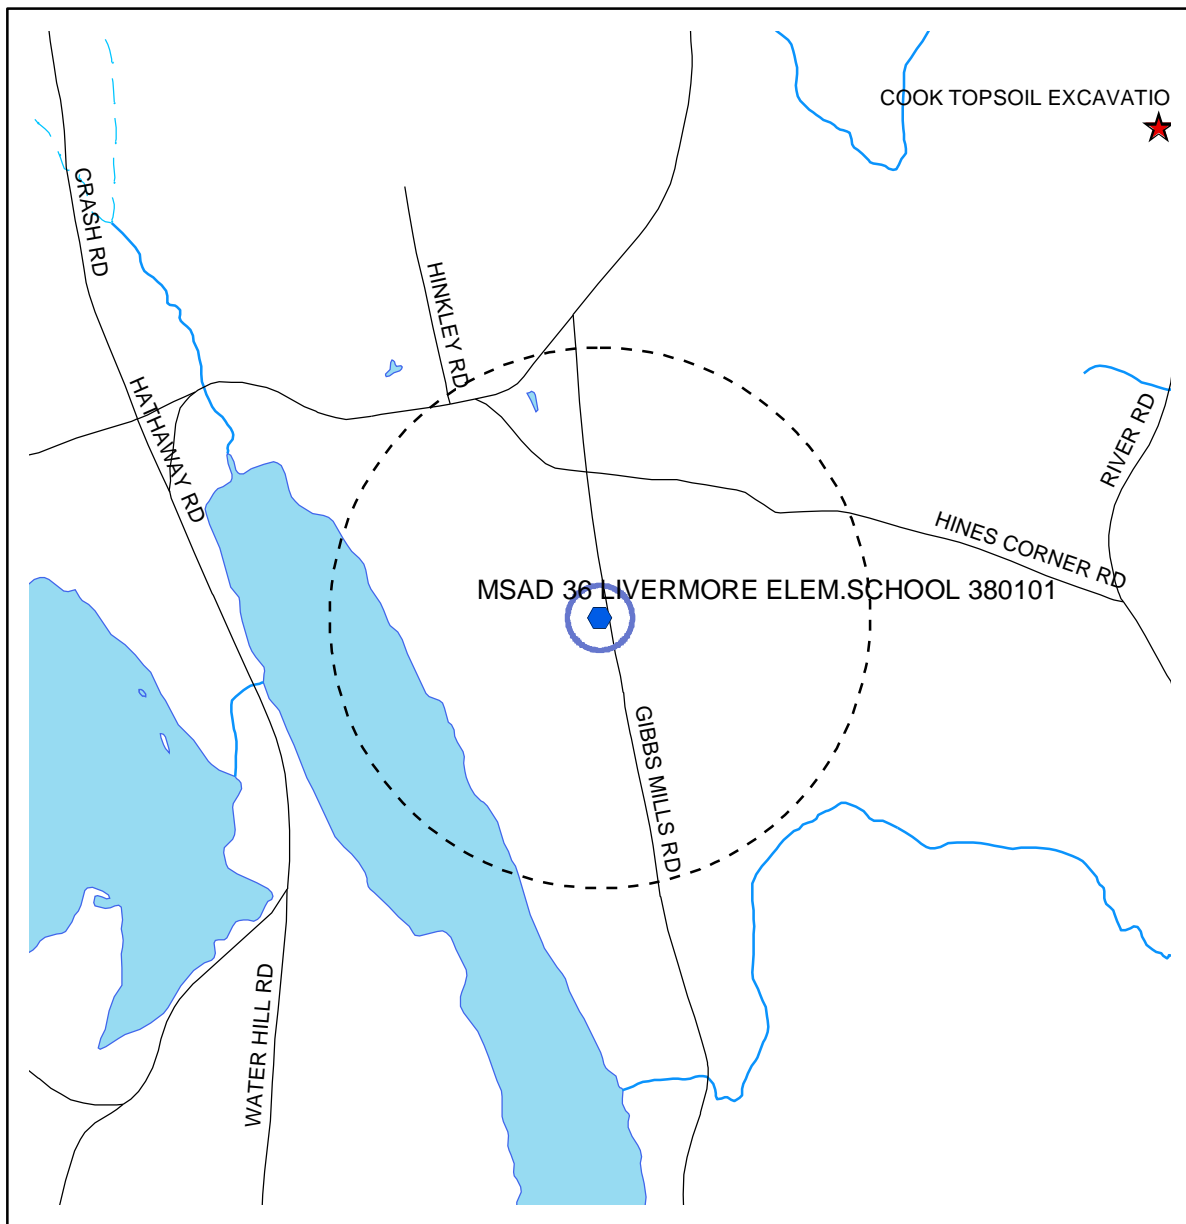 COOK TOPSOIL EXCAVATIO
CRASH RD
HINKLEY RD
HATHAWAY RD
RIVER RD
HINES CORNER RD
MSAD 36 LIVERMORE ELEM.SCHOOL 380101
GIBBS MILLS RD
WATER HILL RD